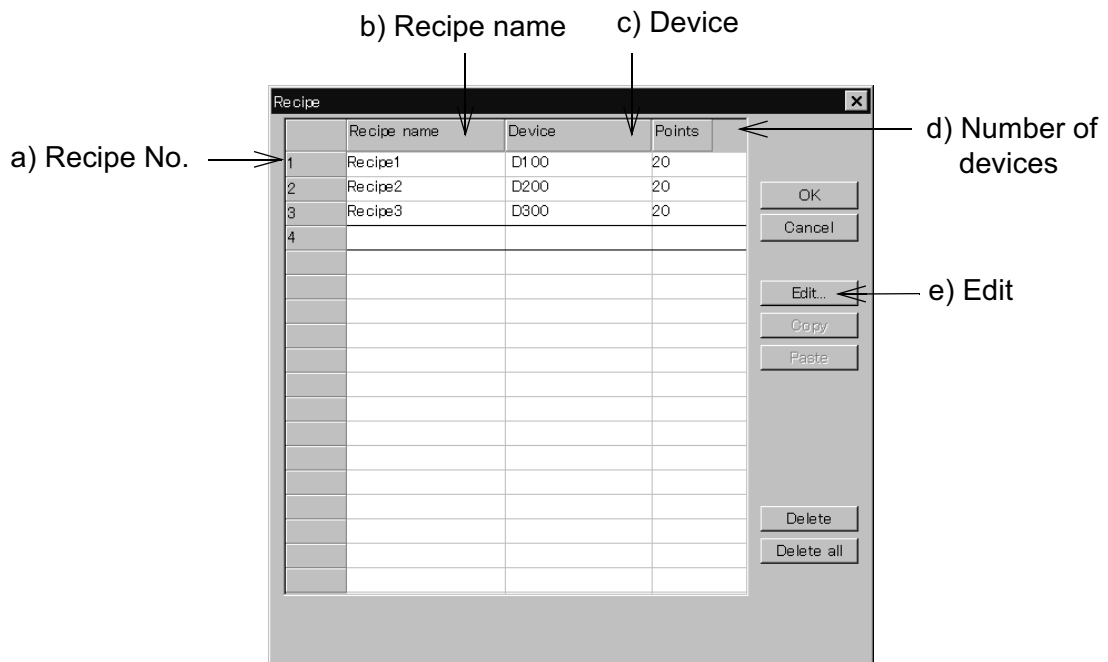 b) Recipe name
c) Device
Recipe
Recipe name Device Points
d) Number of
devices
a) Recipe No.
1 Recipe1 D100 20
2 Recipe2 D200 20
3 Recipe3 D300 20
4
OK
Cancel
Edit...
e) Edit
Copy
Paste
Delete
Delete all